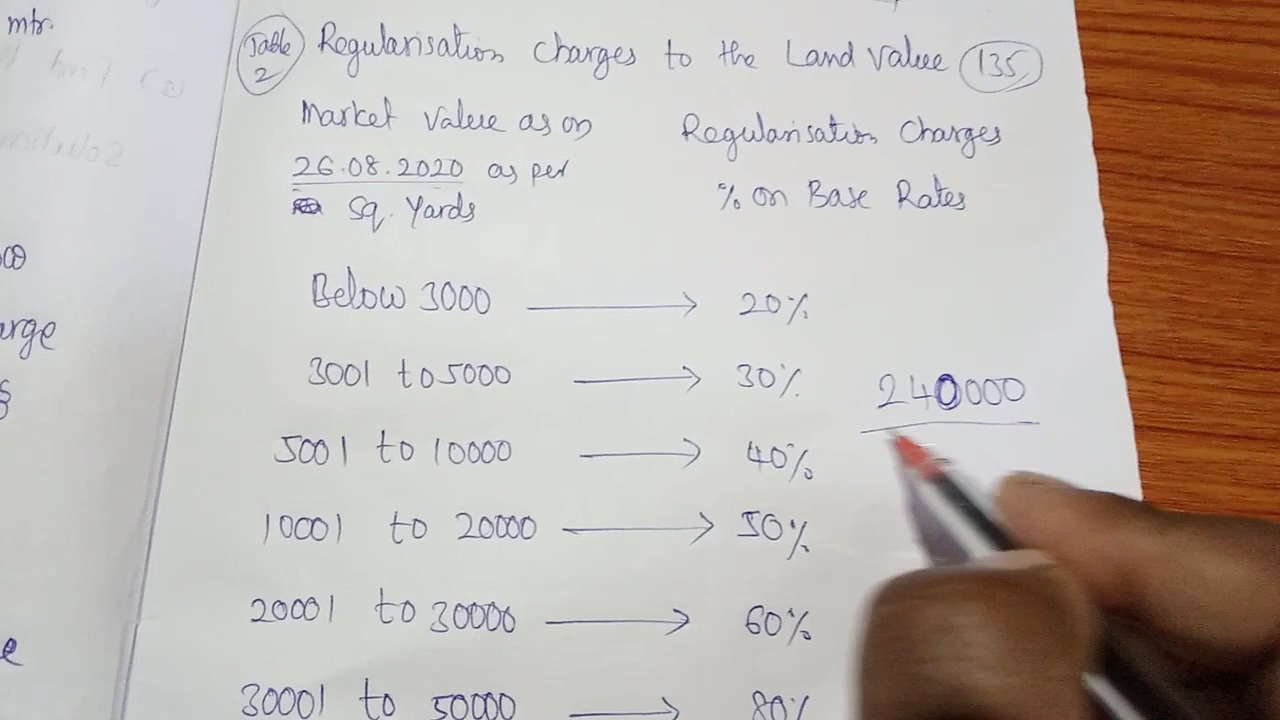 mtr.
Table 2 Regularisation Charges to the Land Value 135
Market Value as on Regularisation Charges
26.08.2020 as per % on Base Rates
Sq. Yards
Below 3000 → 20%
arge
3001 to 5000 → 30% 240000
5001 to 10000 → 40%
10001 to 20000 → 50%
20001 to 30000 → 60%
30001 to 50000 → 80%